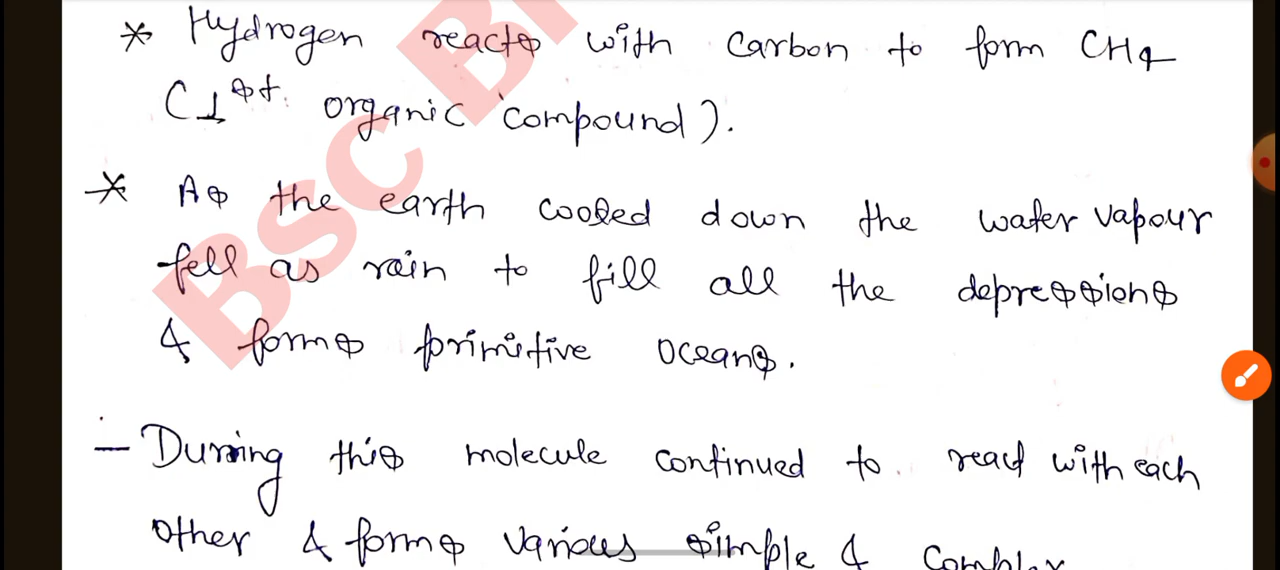 * Hydrogen reacts with carbon to form CH4
(1st organic compound).
* As the earth cooled down the water vapour
fell as rain to fill all the depressions
& forms primitive oceans.
- During this molecule continued to react with each
other & forms various simple & complex
BSc